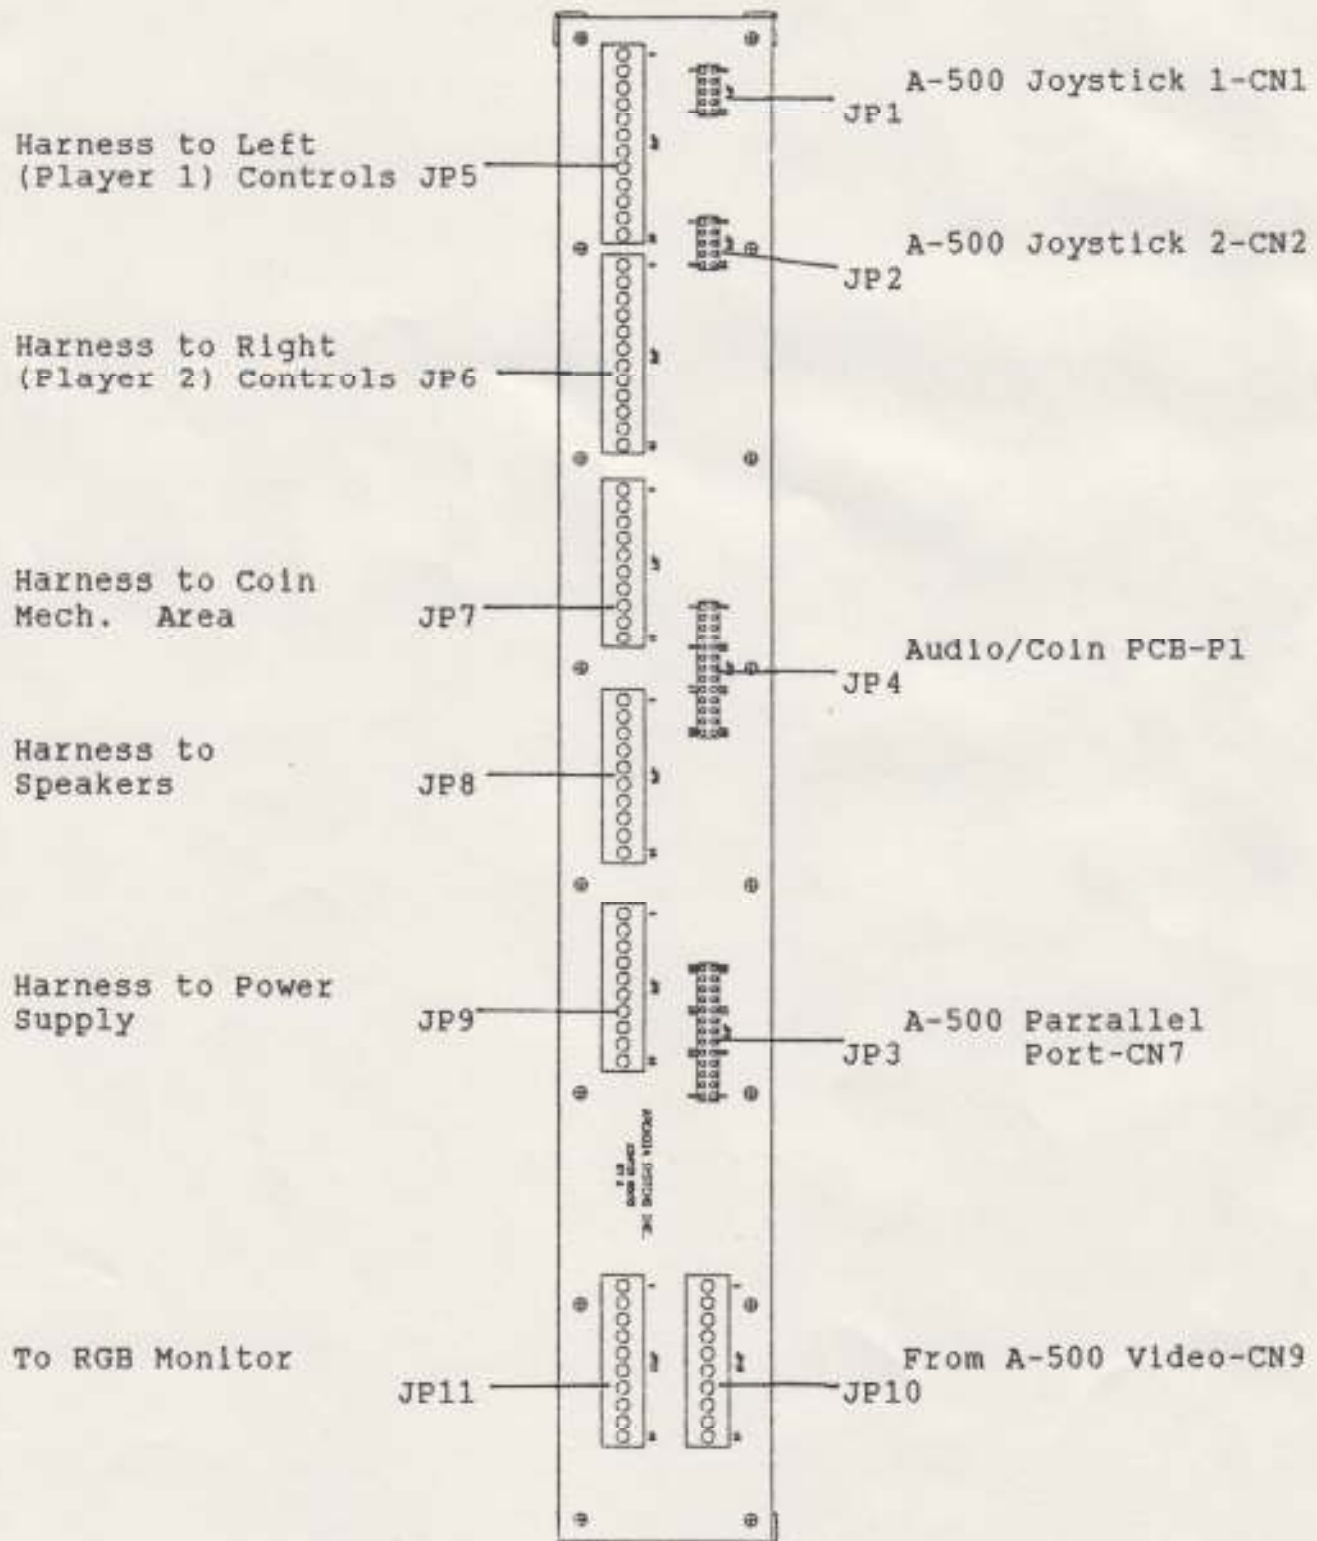 A-500 Joystick 1-CN1
JP1
Harness to Left
(Player 1) Controls JP5
A-500 Joystick 2-CN2
JP2
Harness to Right
(Player 2) Controls JP6
Harness to Coin
Mech. Area JP7
Audio/Coin PCB-P1
JP4
Harness to
Speakers JP8
Harness to Power
Supply JP9
A-500 Parrallel
JP3 Port-CN7
SYSTEMS INC.
To RGB Monitor
JP11
From A-500 Video-CN9
JP10